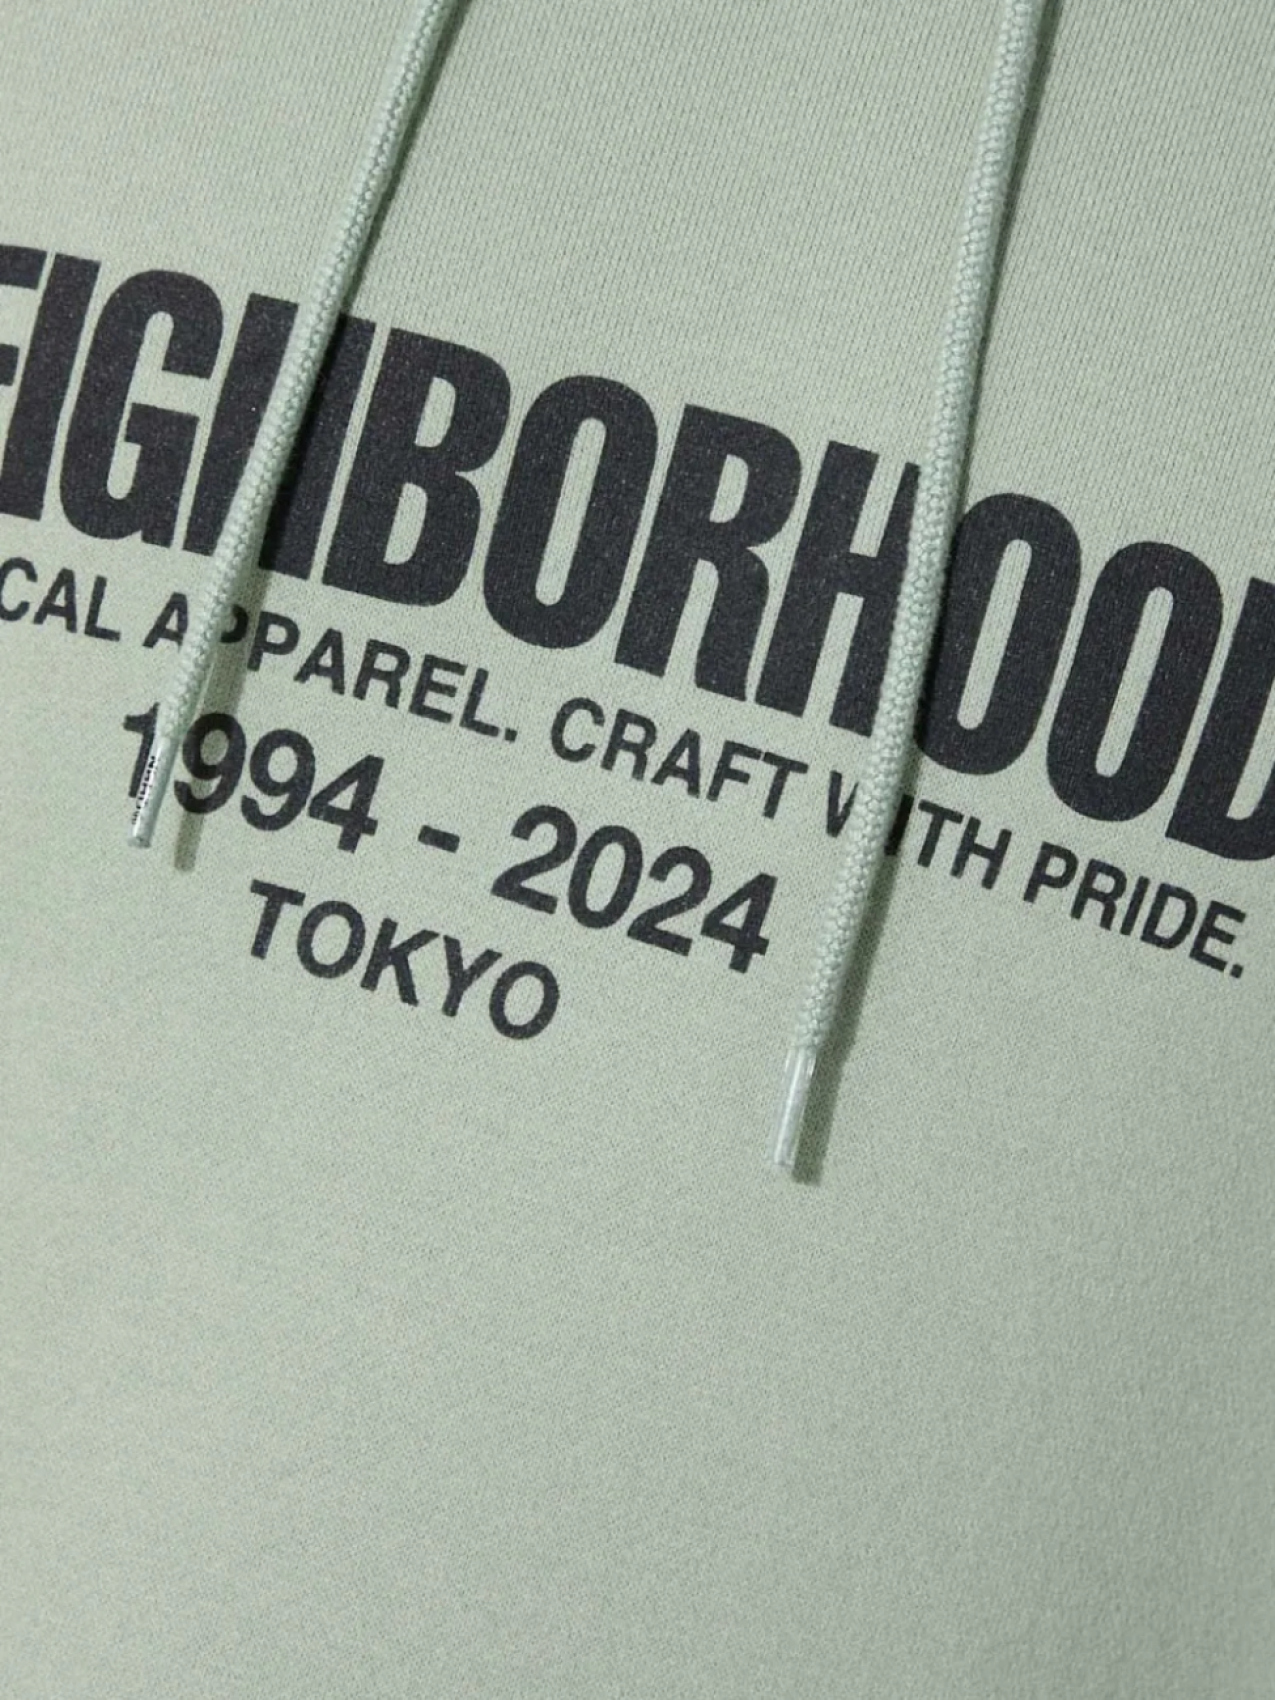 EIGHBORHOOD
CAL APPAREL. CRAFT WITH PRIDE.
1994 - 2024
TOKYO